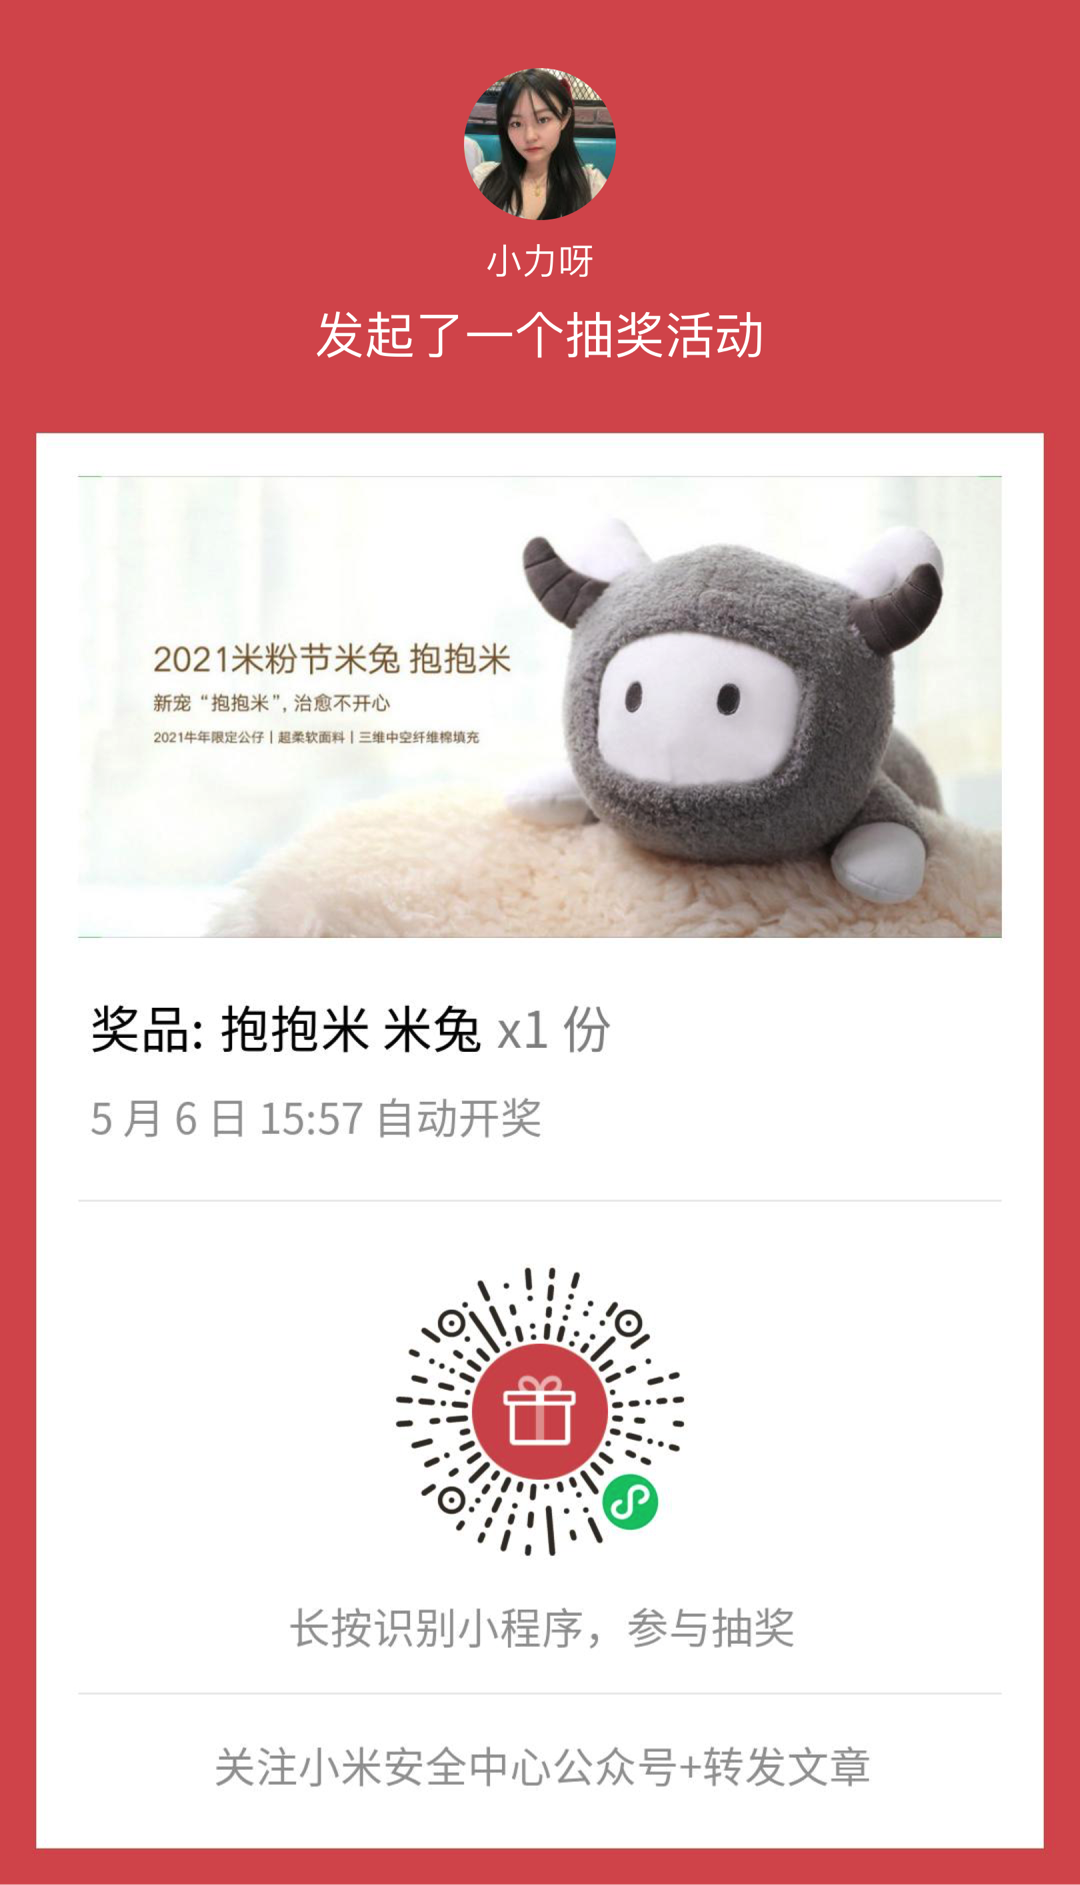 小力呀
发起了一个抽奖活动
2021米粉节米兔 抱抱米
新宠“抱抱米”, 治愈不开心
2021牛年限定公仔 | 超柔软面料 | 三维中空纤维棉填充
奖品: 抱抱米 米兔 x1 份
5 月 6 日 15:57 自动开奖
长按识别小程序，参与抽奖
关注小米安全中心公众号+转发文章